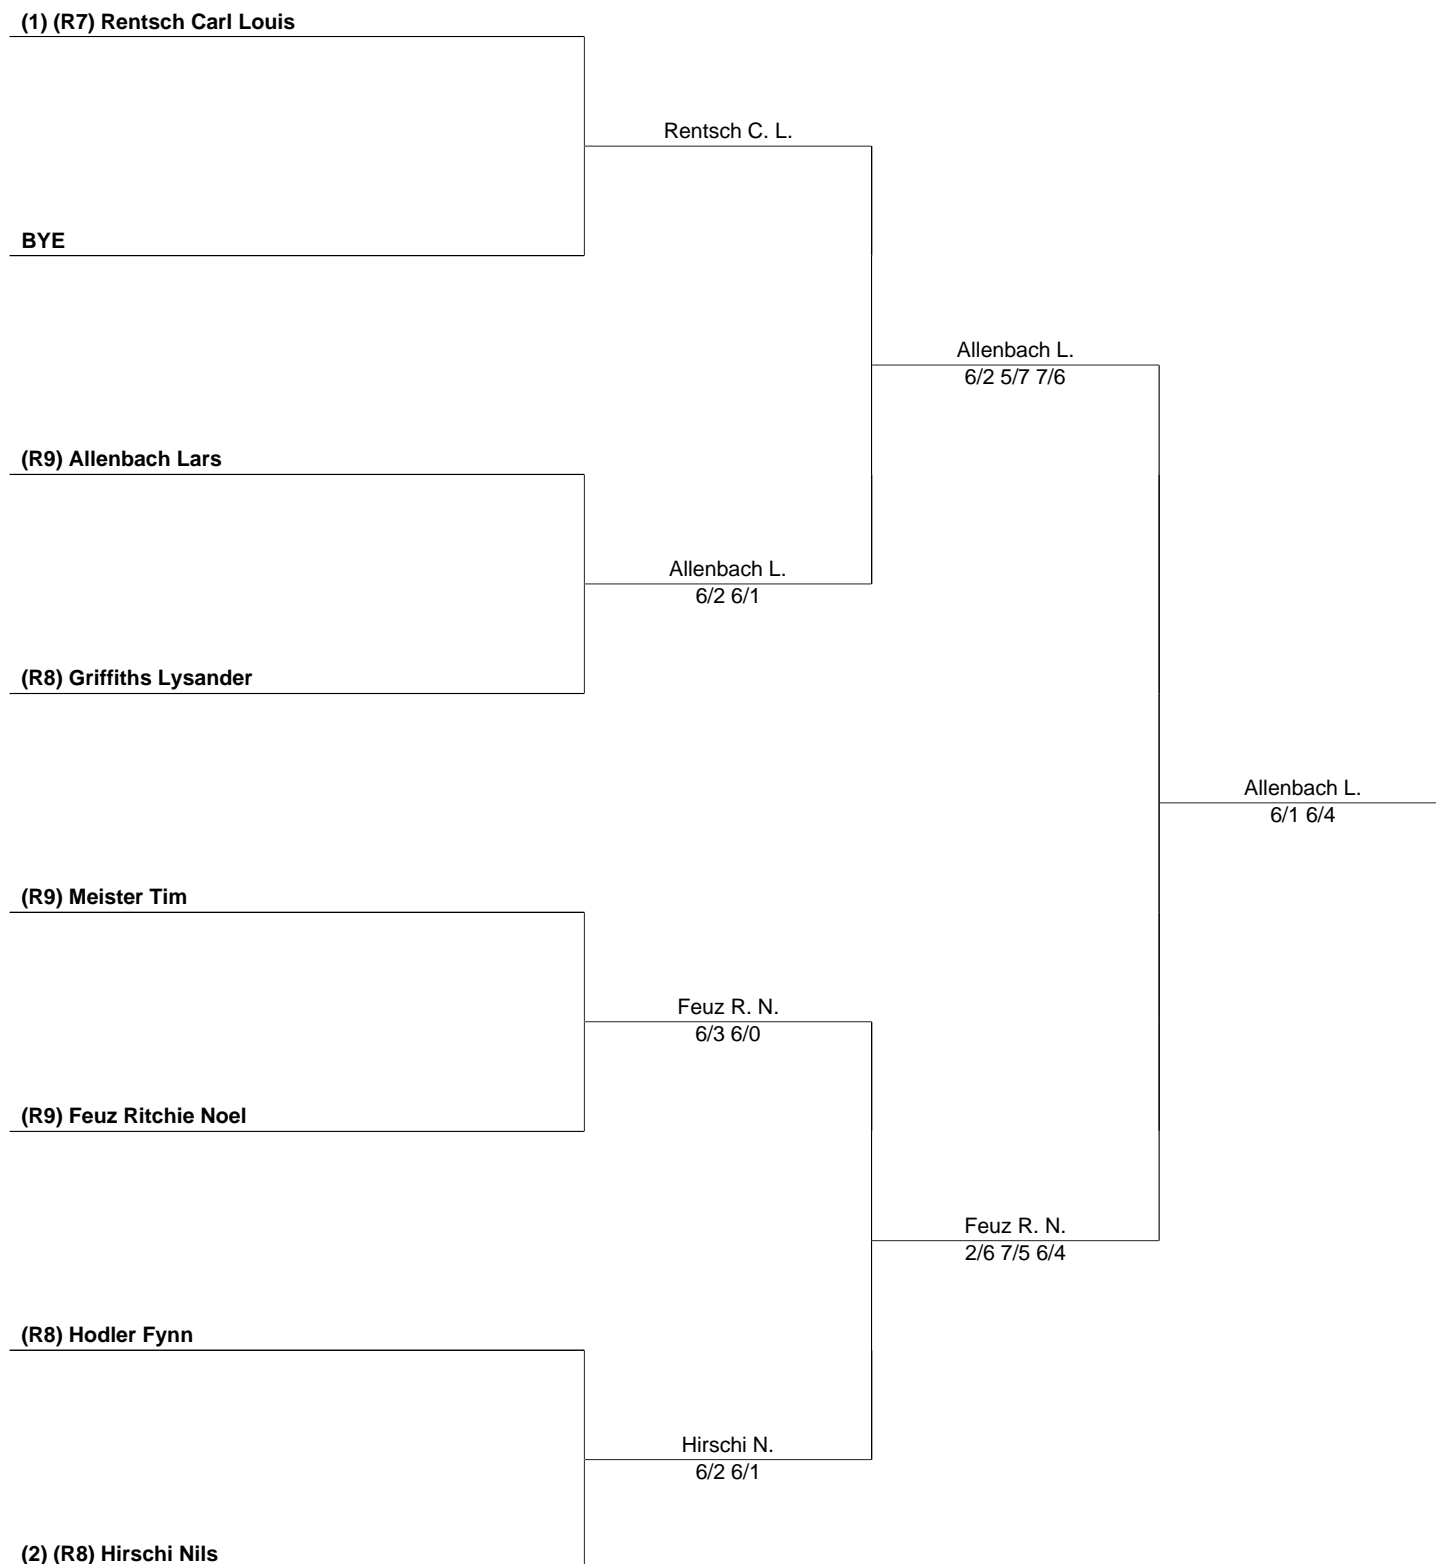 (1) (R7) Rentsch Carl Louis
Rentsch C. L.
BYE
Allenbach L.
6/2 5/7 7/6
(R9) Allenbach Lars
Allenbach L.
6/2 6/1
(R8) Griffiths Lysander
Allenbach L.
6/1 6/4
(R9) Meister Tim
Feuz R. N.
6/3 6/0
(R9) Feuz Ritchie Noel
Feuz R. N.
2/6 7/5 6/4
(R8) Hodler Fynn
Hirschi N.
6/2 6/1
(2) (R8) Hirschi Nils